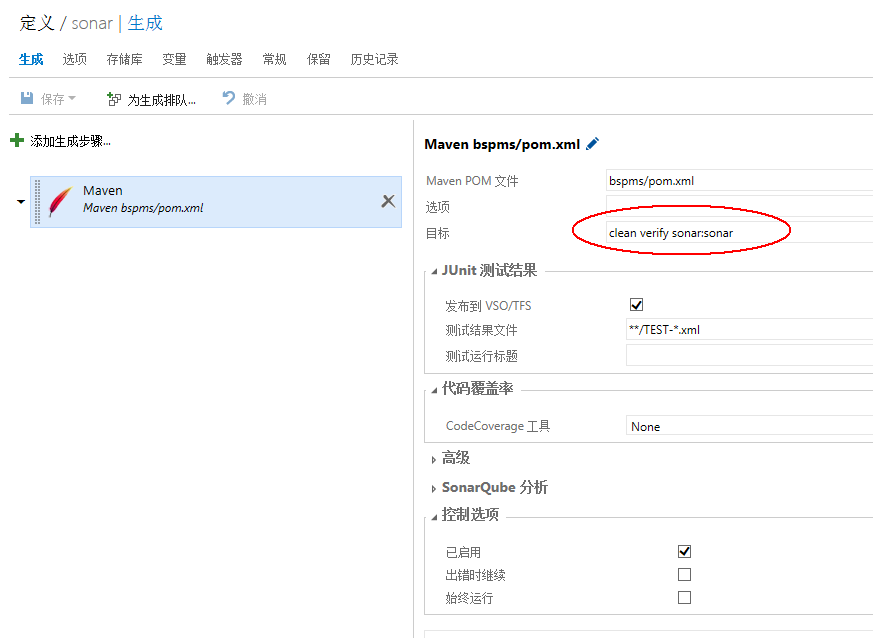 定义 / sonar | 生成
生成 选项 存储库 变量 触发器 常规 保留 历史记录
保存 为生成排队... 撤消
添加生成步骤...
Maven
Maven bspms/pom.xml
Maven bspms/pom.xml
Maven POM 文件 bspms/pom.xml
选项
目标 clean verify sonar:sonar
JUnit 测试结果
发布到 VSO/TFS
测试结果文件 **/TEST-*.xml
测试运行标题
代码覆盖率
CodeCoverage 工具 None
高级
SonarQube 分析
控制选项
已启用
出错时继续
始终运行